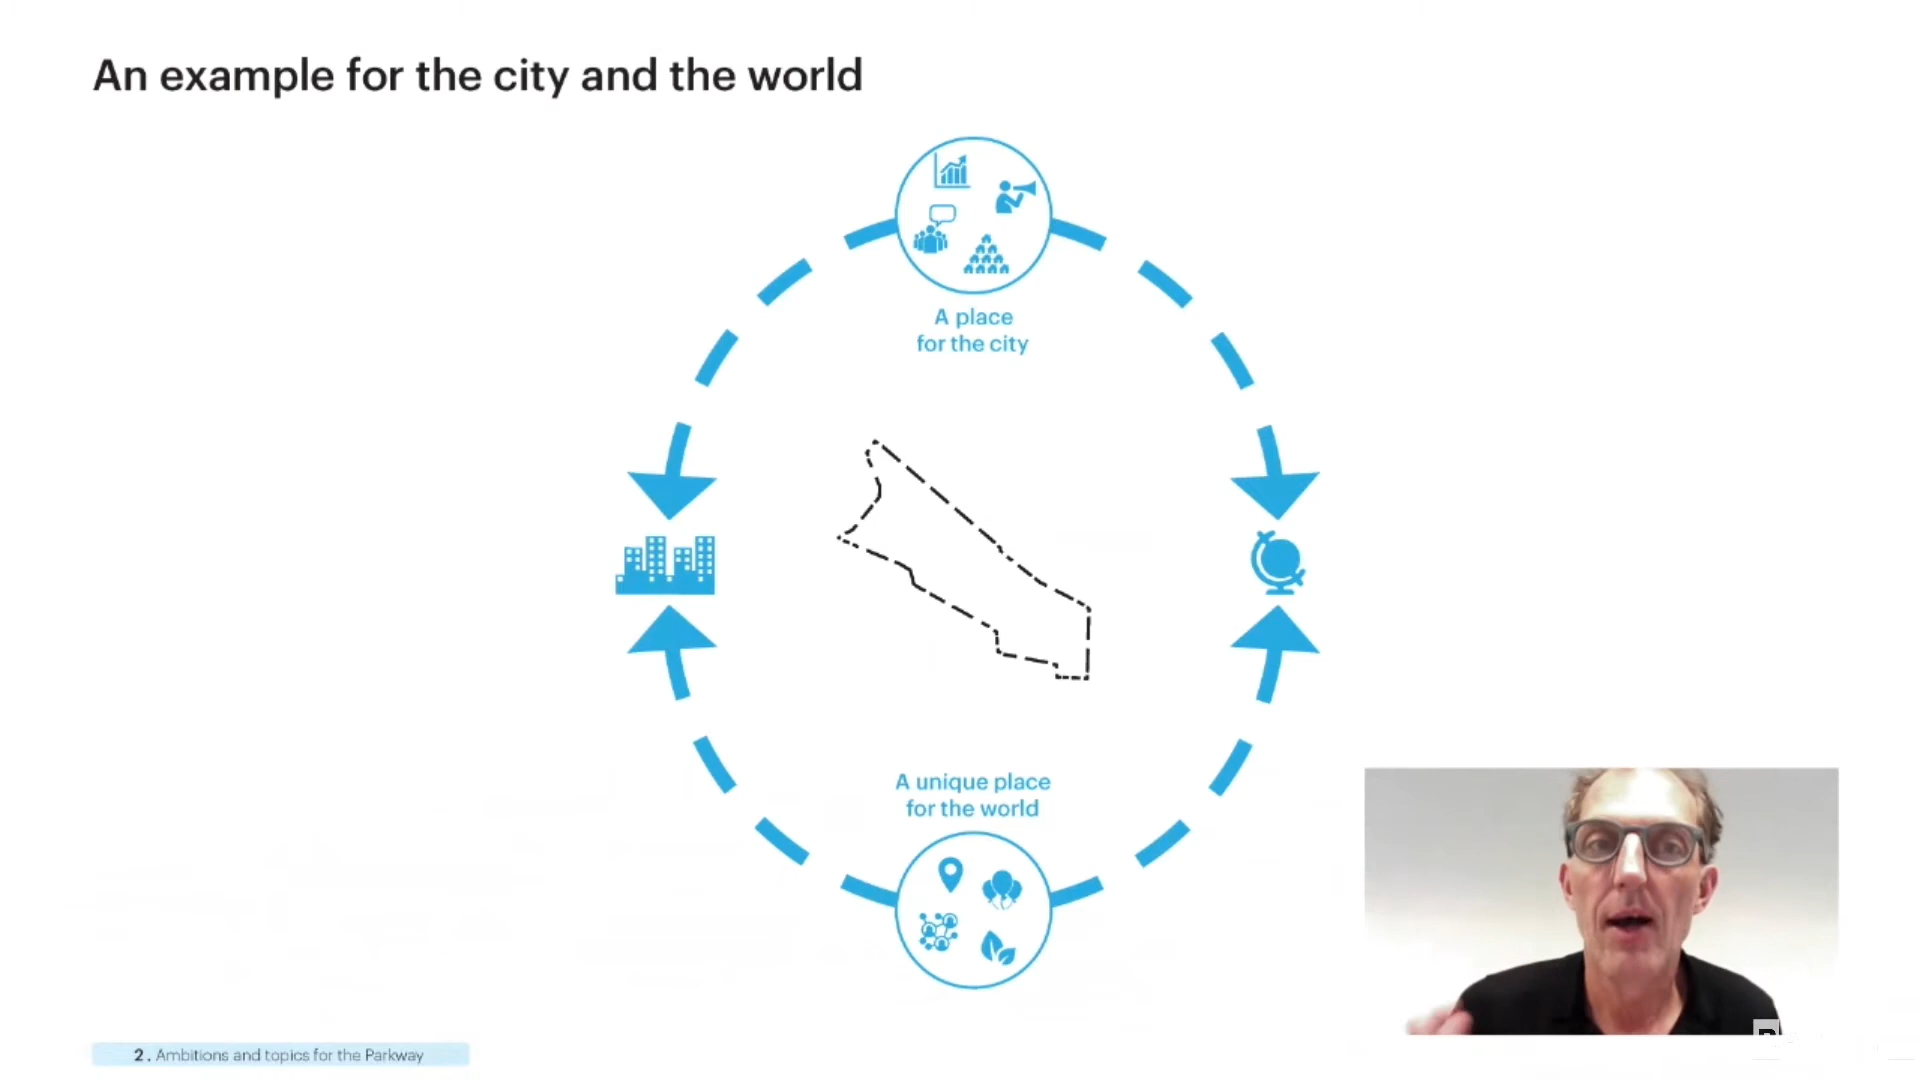 An example for the city and the world
A place
for the city
A unique place
for the world
2. Ambitions and topics for the Parkway